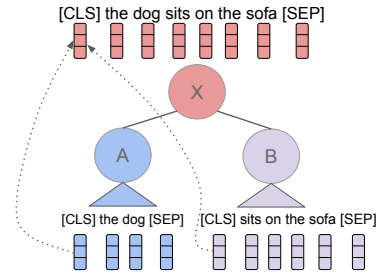 [CLS] the dog sits on the sofa [SEP]
X
A
B
[CLS] the dog [SEP]
[CLS] sits on the sofa [SEP]